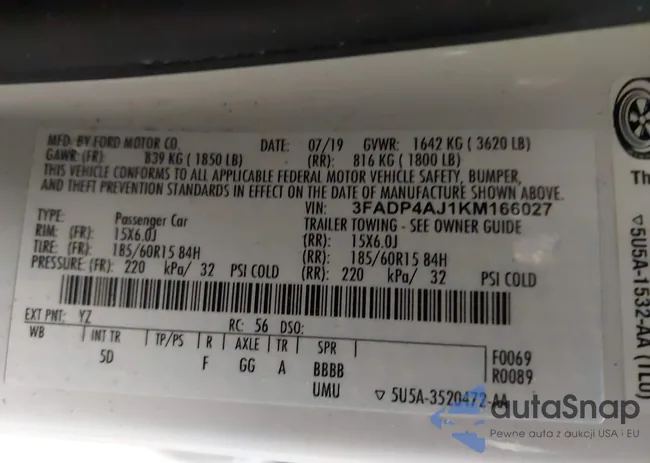 MFD. BY FORD MOTOR CO. DATE: 07/19 GVWR: 1642 KG ( 3620 LB)
GAWR: (FR): 839 KG ( 1850 LB) (RR): 816 KG ( 1800 LB)
THIS VEHICLE CONFORMS TO ALL APPLICABLE FEDERAL MOTOR VEHICLE SAFETY, BUMPER,
AND THEFT PREVENTION STANDARDS IN EFFECT ON THE DATE OF MANUFACTURE SHOWN ABOVE.
VIN: 3FADP4AJ1KM166027
TYPE: Passenger Car TRAILER TOWING - SEE OWNER GUIDE
RIM: (FR): 15X6.0J (RR): 15X6.0J
TIRE: (FR): 185/60R15 84H (RR): 185/60R15 84H
PRESSURE: (FR): 220 kPa/ 32 PSI COLD (RR): 220 kPa/ 32 PSI COLD
EXT PNT: YZ RC: 56 DSO:
WB INT TR TP/PS R AXLE TR SPR F0069
5D F GG A BBBB R0089
UMU ▽ 5U5A-3520472-AA
Th
▽ 5U5A-1532-AA (TL0)
autaSnap
Pewne auta z aukcji USA i EU